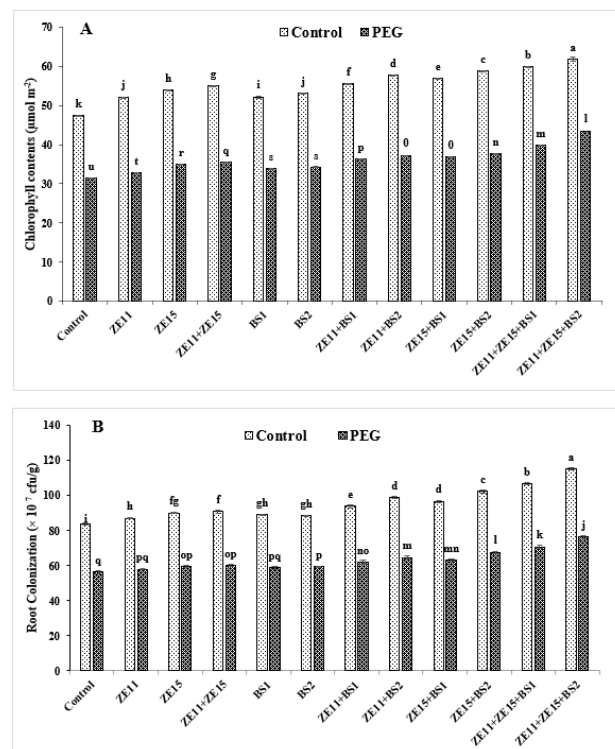 A
Control PEG
Chlorophyll contents (µmol m⁻²)
70
60
50
40
30
20
10
0
k j h g i j f d e c b a
u t r q s s p 0 0 n m l
Control ZE11 ZE15 ZE11+ZE15 BS1 BS2 ZE11+BS1 ZE11+BS2 ZE15+BS1 ZE15+BS2 ZE11+ZE15+BS1 ZE11+ZE15+BS2
B
Control PEG
Root Colonization (× 10 ⁷ cfu/g)
140
120
100
80
60
40
20
0
j h fg f gh gh e d d c b a
q pq op op pq p no m mn l k j
Control ZE11 ZE15 ZE11+ZE15 BS1 BS2 ZE11+BS1 ZE11+BS2 ZE15+BS1 ZE15+BS2 ZE11+ZE15+BS1 ZE11+ZE15+BS2